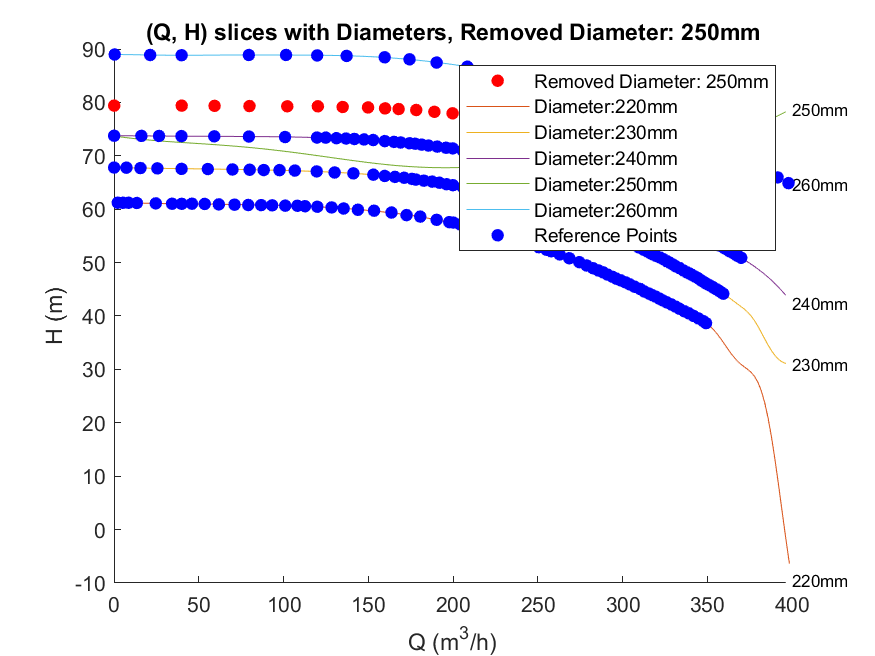 (Q, H) slices with Diameters, Removed Diameter: 250mm
90
80
70
60
50
40
30
20
10
0
-10
H (m)
0
50
100
150
200
250
300
350
400
Q (m³/h)
Removed Diameter: 250mm
Diameter:220mm
Diameter:230mm
Diameter:240mm
Diameter:250mm
Diameter:260mm
Reference Points
250mm
260mm
240mm
230mm
220mm